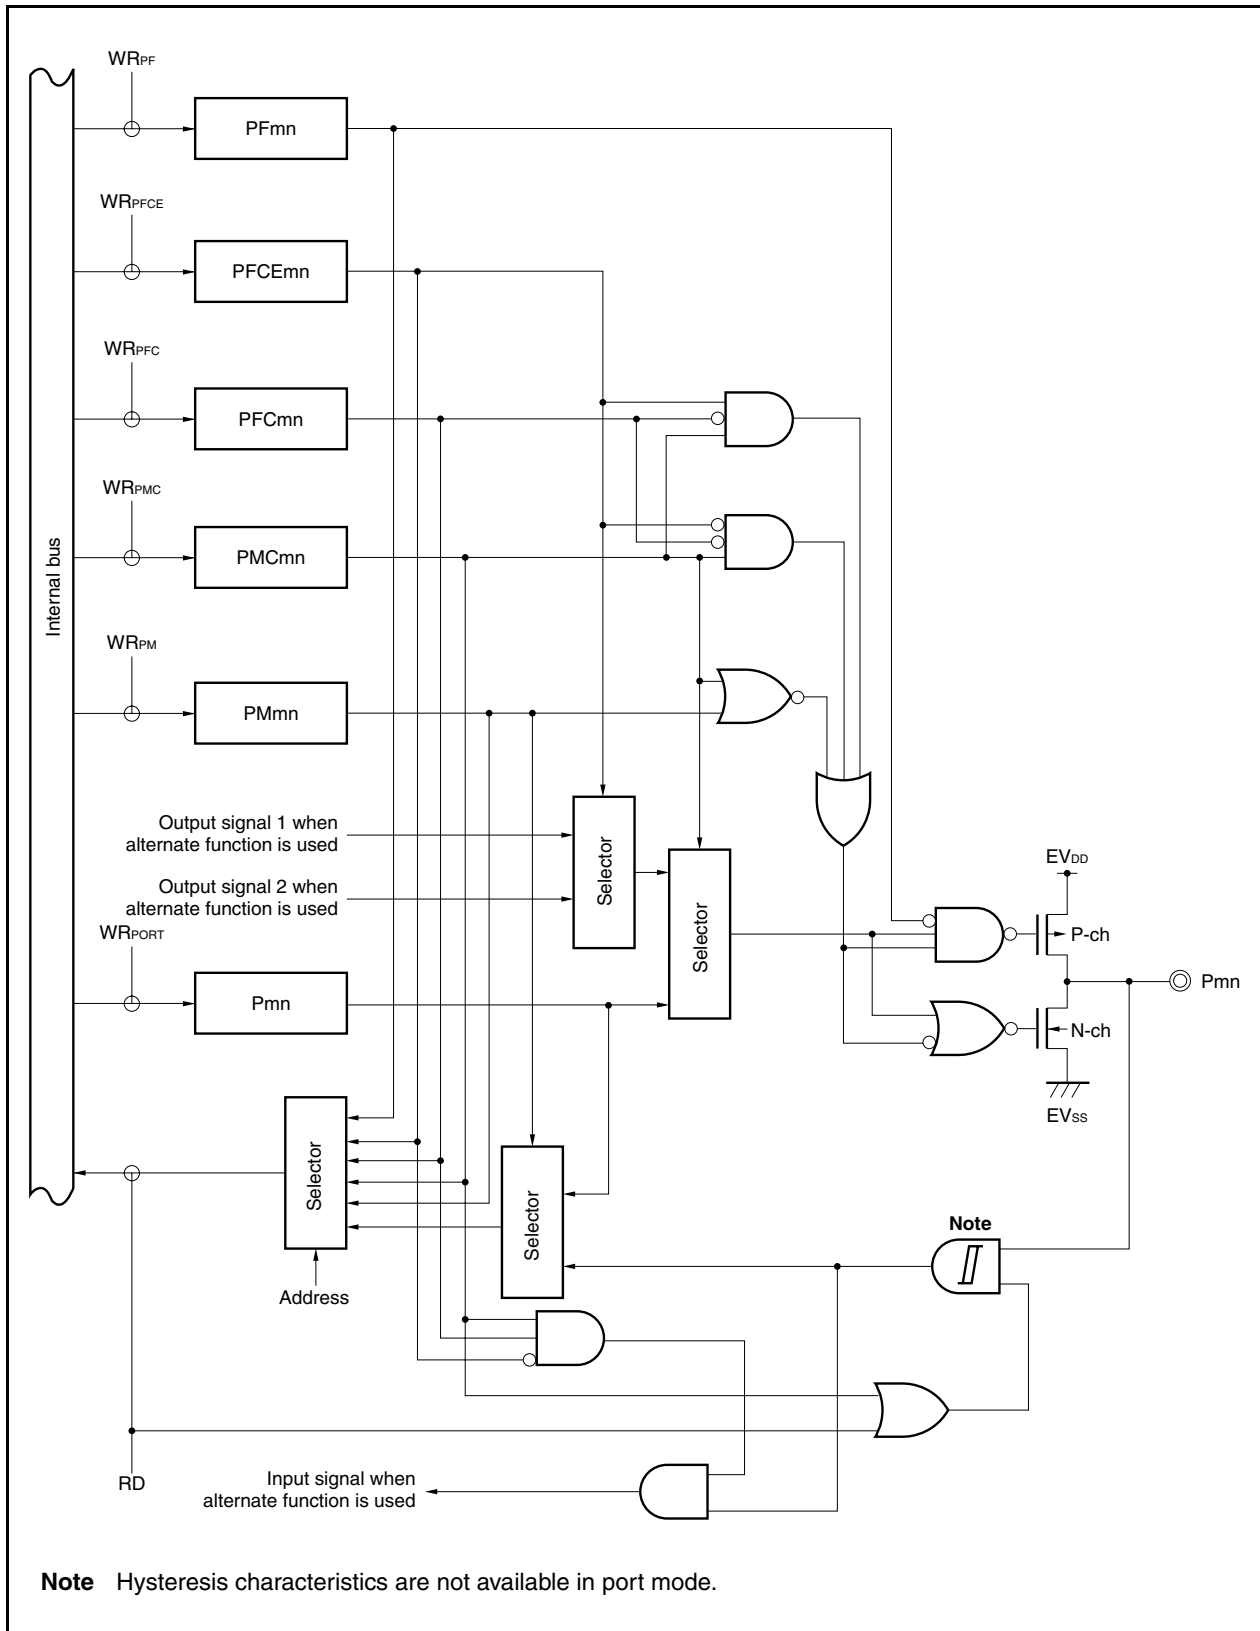 WRPF
PFmn
WRPFCE
PFCEmn
WRPFC
PFCmn
WRPMC
PMCmn
Internal bus
WRPM
PMmn
Output signal 1 when
alternate function is used
Output signal 2 when
alternate function is used
Selector
Selector
WRPORT
Pmn
EVDD
P-ch
Pmn
N-ch
EVSS
Selector
Selector
Address
Note
RD
Input signal when
alternate function is used
Note Hysteresis characteristics are not available in port mode.